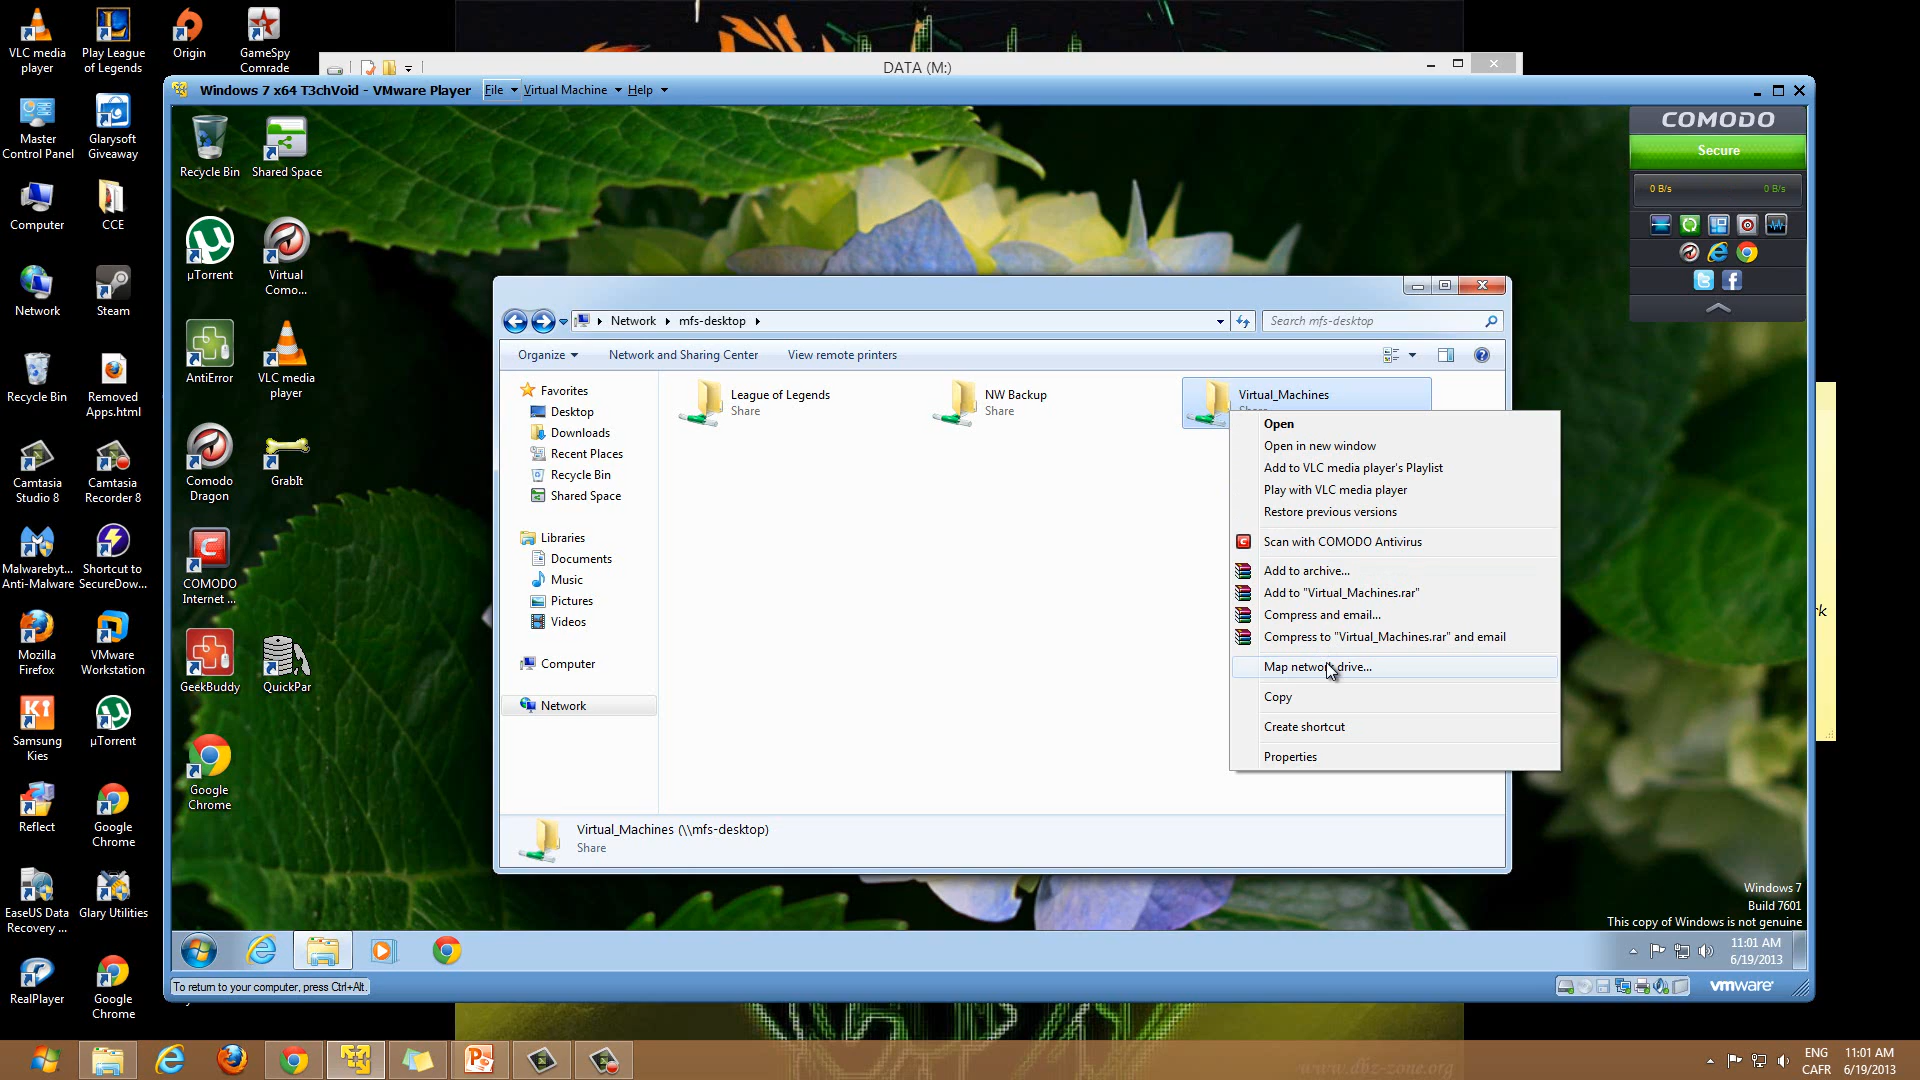 VLC media player
Play League of Legends
Origin
GameSpy Comrade
Master Control Panel
Glarysoft Giveaway
Computer
CCE
Network
Steam
Recycle Bin
Removed Apps.html
Camtasia Studio 8
Camtasia Recorder 8
Malwarebyt... Anti-Malware
Shortcut to SecureDow...
Mozilla Firefox
VMware Workstation
Samsung Kies
µTorrent
Reflect
Google Chrome
EaseUS Data Recovery ...
Glary Utilities
RealPlayer
Google Chrome
DATA (M:)
Windows 7 x64 T3chVoid - VMware Player
File
Virtual Machine
Help
Recycle Bin
Shared Space
µTorrent
Virtual Como...
AntiError
VLC media player
Comodo Dragon
GrabIt
COMODO Internet ...
GeekBuddy
QuickPar
Google Chrome
COMODO
Secure
0 B/s
0 B/s
Network
mfs-desktop
Search mfs-desktop
Organize
Network and Sharing Center
View remote printers
Favorites
Desktop
Downloads
Recent Places
Recycle Bin
Shared Space
Libraries
Documents
Music
Pictures
Videos
Computer
Network
League of Legends
Share
NW Backup
Share
Virtual_Machines
Share
Open
Open in new window
Add to VLC media player's Playlist
Play with VLC media player
Restore previous versions
Scan with COMODO Antivirus
Add to archive...
Add to "Virtual_Machines.rar"
Compress and email...
Compress to "Virtual_Machines.rar" and email
Map network drive...
Copy
Create shortcut
Properties
Virtual_Machines (\\mfs-desktop)
Share
Windows 7
Build 7601
This copy of Windows is not genuine
11:01 AM
6/19/2013
To return to your computer, press Ctrl+Alt.
vmware
www.dbz-zone.org
ENG
CAFR
11:01 AM
6/19/2013